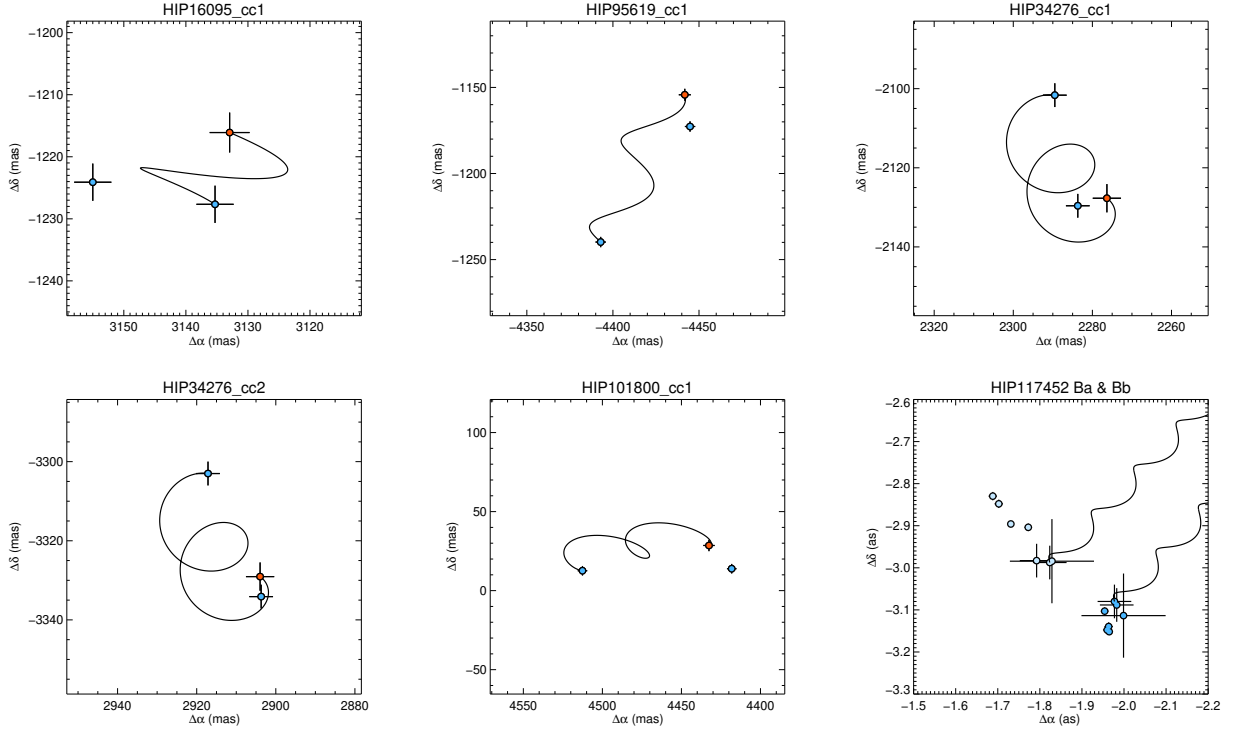 HIP16095_cc1 HIP95619_cc1 HIP34276_cc1
−1200 −1210 −1220 −1230 −1240
Δδ (mas)
3150 3140 3130 3120
Δα (mas)
−1150 −1200 −1250
Δδ (mas)
−4350 −4400 −4450
Δα (mas)
−2100 −2120 −2140
Δδ (mas)
2320 2300 2280 2260
Δα (mas)
HIP34276_cc2 HIP101800_cc1 HIP117452 Ba & Bb
−3300 −3320 −3340
Δδ (mas)
2940 2920 2900 2880
Δα (mas)
100 50 0 −50
Δδ (mas)
4550 4500 4450 4400
Δα (mas)
−2.6 −2.7 −2.8 −2.9 −3.0 −3.1 −3.2 −3.3
Δδ (as)
−1.5 −1.6 −1.7 −1.8 −1.9 −2.0 −2.1 −2.2
Δα (as)